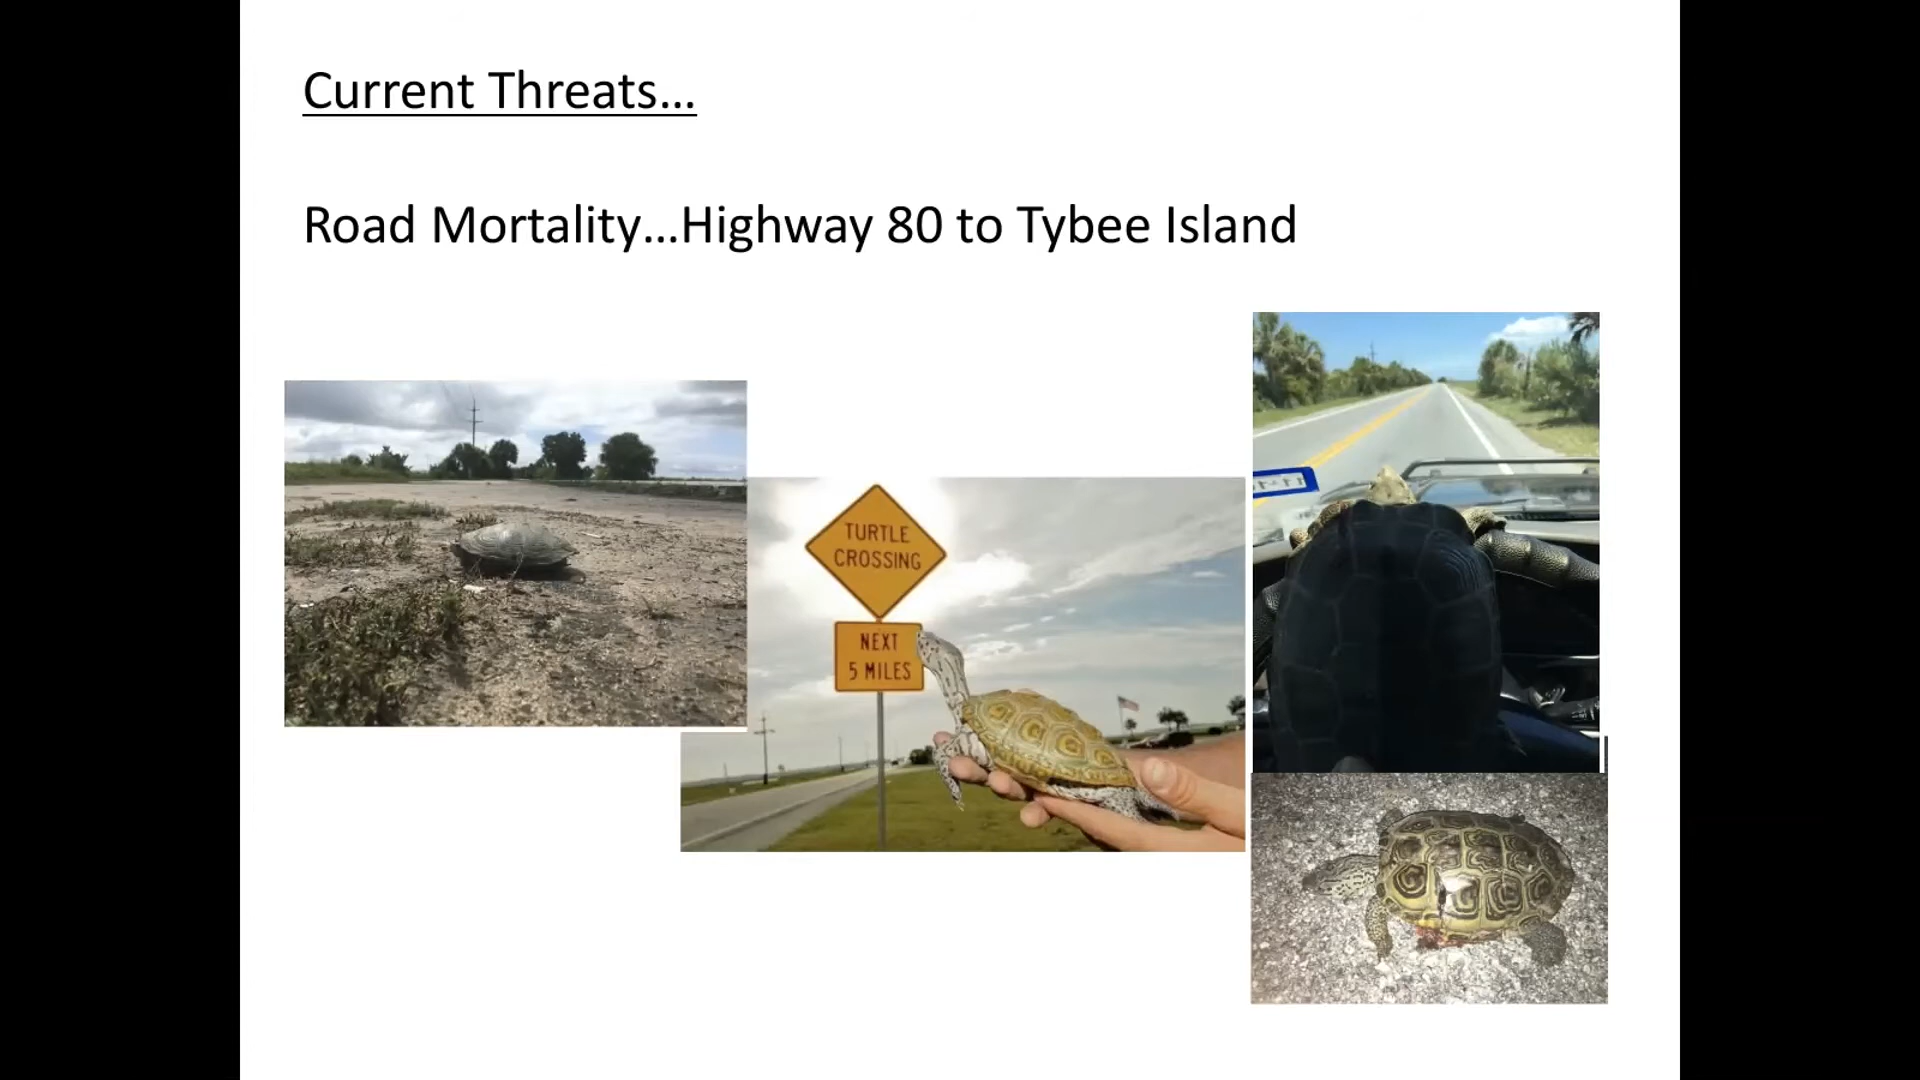 Current Threats...
Road Mortality...Highway 80 to Tybee Island
TURTLE
CROSSING
NEXT
5 MILES